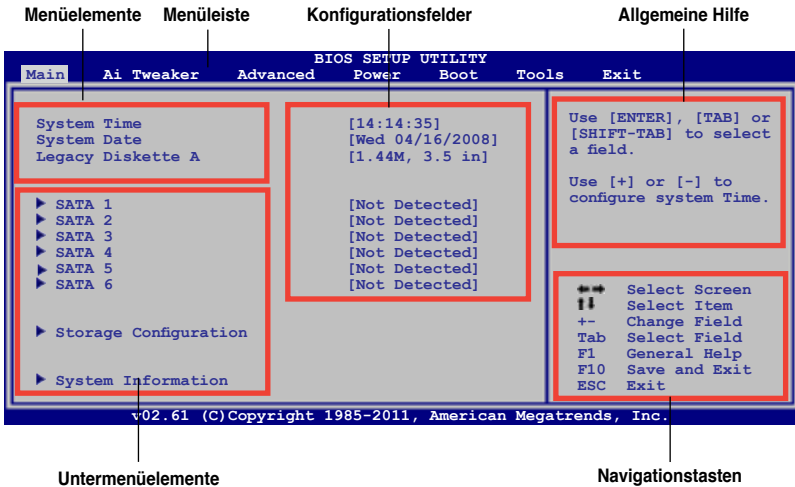 Menüelemente Menüleiste Konfigurationsfelder Allgemeine Hilfe
BIOS SETUP UTILITY
Main Ai Tweaker Advanced Power Boot Tools Exit
System Time [14:14:35]
System Date [Wed 04/16/2008]
Legacy Diskette A [1.44M, 3.5 in]
SATA 1 [Not Detected]
SATA 2 [Not Detected]
SATA 3 [Not Detected]
SATA 4 [Not Detected]
SATA 5 [Not Detected]
SATA 6 [Not Detected]
Storage Configuration
System Information
Use [ENTER], [TAB] or
[SHIFT-TAB] to select
a field.
Use [+] or [-] to
configure system Time.
Select Screen
Select Item
+- Change Field
Tab Select Field
F1 General Help
F10 Save and Exit
ESC Exit
v02.61 (C)Copyright 1985-2011, American Megatrends, Inc.
Untermenüelemente Navigationstasten